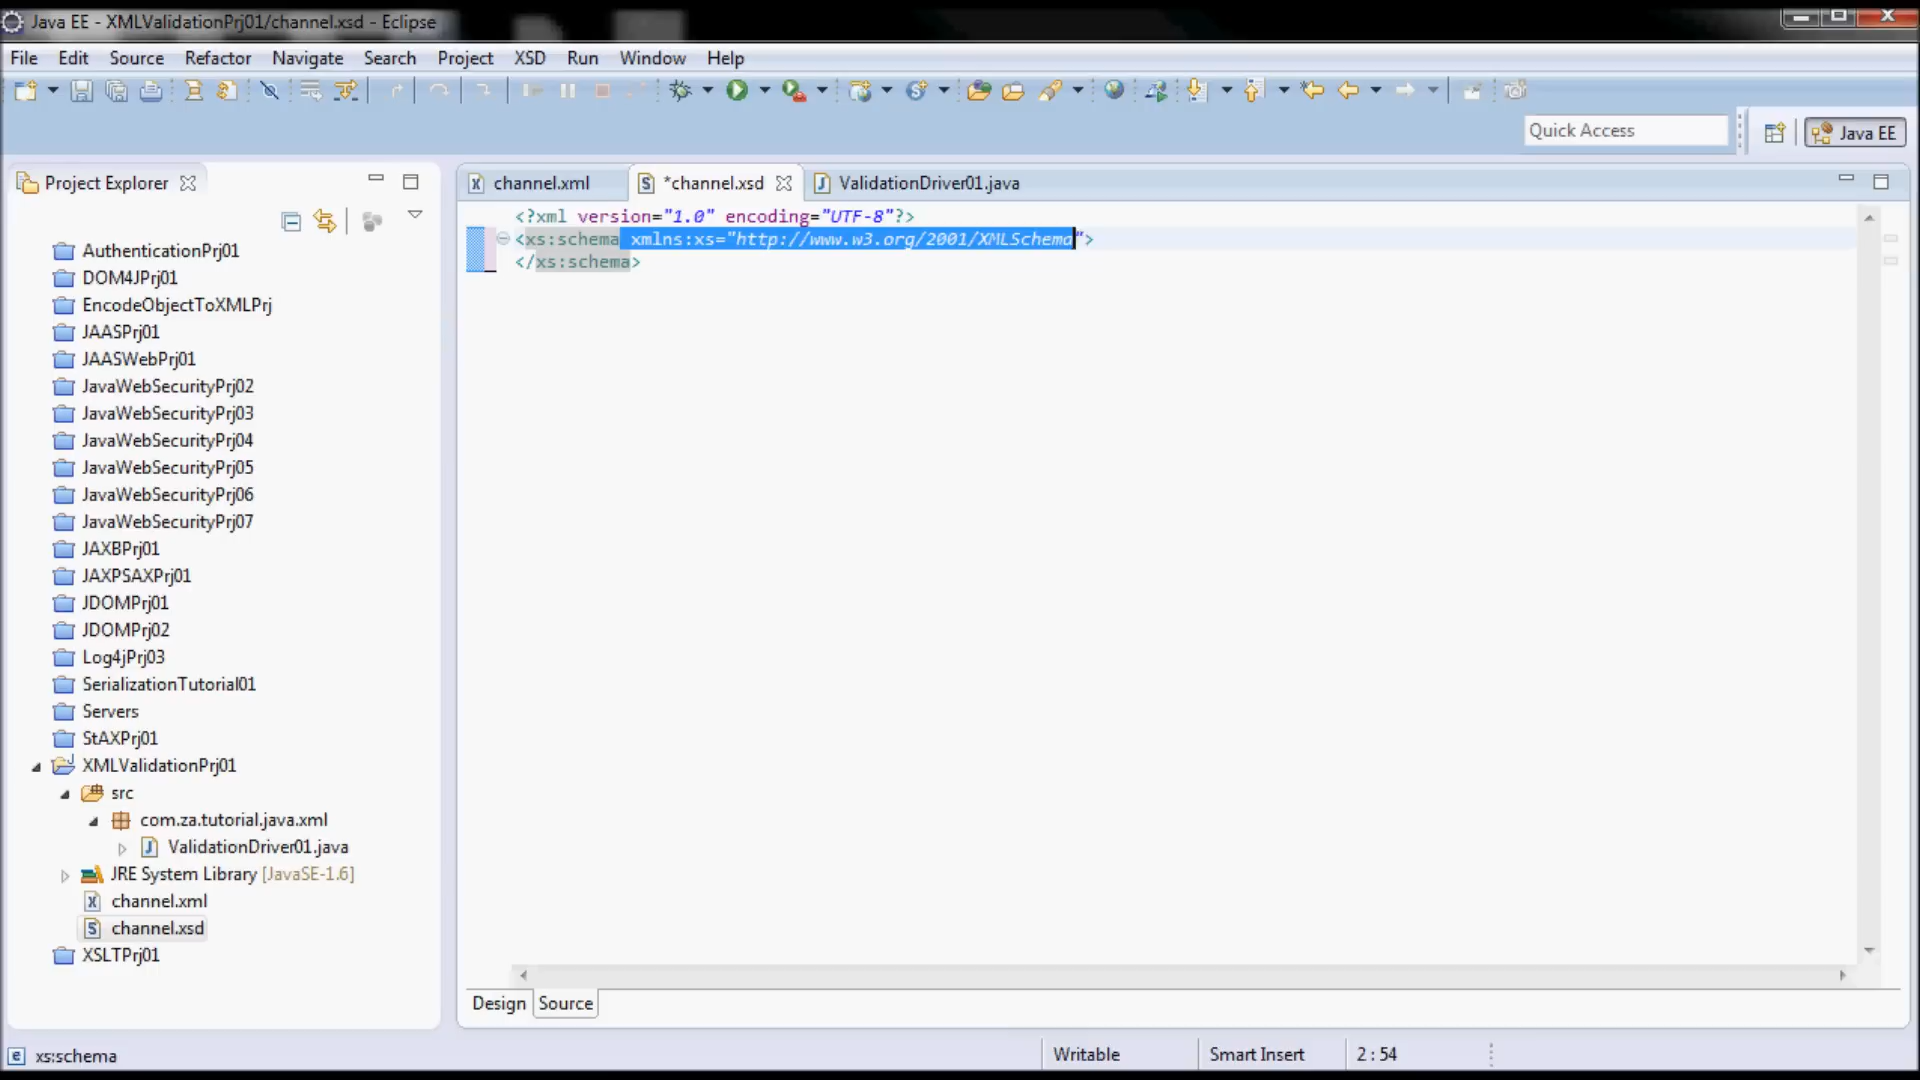 Java EE - XMLValidationPrj01/channel.xsd - Eclipse
File Edit Source Refactor Navigate Search Project XSD Run Window Help
Quick Access
Java EE
Project Explorer
channel.xml
*channel.xsd
ValidationDriver01.java
<?xml version="1.0" encoding="UTF-8"?>
<xs:schema xmlns:xs="http://www.w3.org/2001/XMLSchema">
</xs:schema>
AuthenticationPrj01
DOM4JPrj01
EncodeObjectToXMLPrj
JAASPrj01
JAASWebPrj01
JavaWebSecurityPrj02
JavaWebSecurityPrj03
JavaWebSecurityPrj04
JavaWebSecurityPrj05
JavaWebSecurityPrj06
JavaWebSecurityPrj07
JAXBPrj01
JAXPSAXPrj01
JDOMPrj01
JDOMPrj02
Log4jPrj03
SerializationTutorial01
Servers
StAXPrj01
XMLValidationPrj01
src
com.za.tutorial.java.xml
ValidationDriver01.java
JRE System Library [JavaSE-1.6]
channel.xml
channel.xsd
XSLTPrj01
Design Source
xs:schema
Writable
Smart Insert
2 : 54